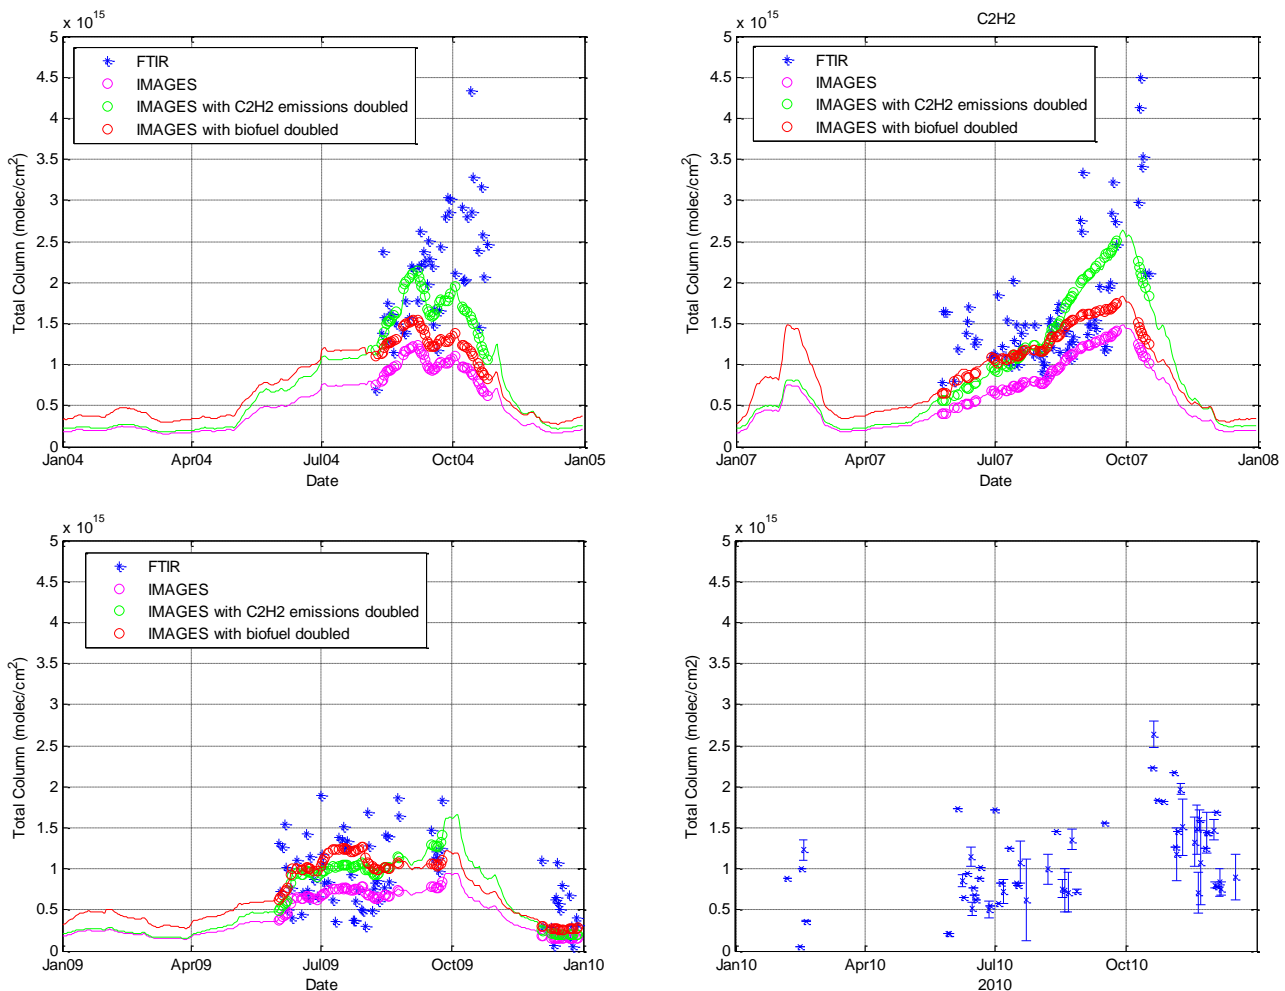 x 10^15
5
4.5
4
3.5
3
2.5
2
1.5
1
0.5
0
Total Column (molec/cm^2)
FTIR
IMAGES
IMAGES with C2H2 emissions doubled
IMAGES with biofuel doubled
Jan04 Apr04 Jul04 Oct04 Jan05
Date
C2H2
x 10^15
5
4.5
4
3.5
3
2.5
2
1.5
1
0.5
0
Total Column (molec/cm^2)
FTIR
IMAGES
IMAGES with C2H2 emissions doubled
IMAGES with biofuel doubled
Jan07 Apr07 Jul07 Oct07 Jan08
Date
x 10^15
5
4.5
4
3.5
3
2.5
2
1.5
1
0.5
0
Total Column (molec/cm^2)
FTIR
IMAGES
IMAGES with C2H2 emissions doubled
IMAGES with biofuel doubled
Jan09 Apr09 Jul09 Oct09 Jan10
Date
x 10^15
5
4.5
4
3.5
3
2.5
2
1.5
1
0.5
0
Total Column (molec/cm2)
Jan10 Apr10 Jul10 Oct10
2010